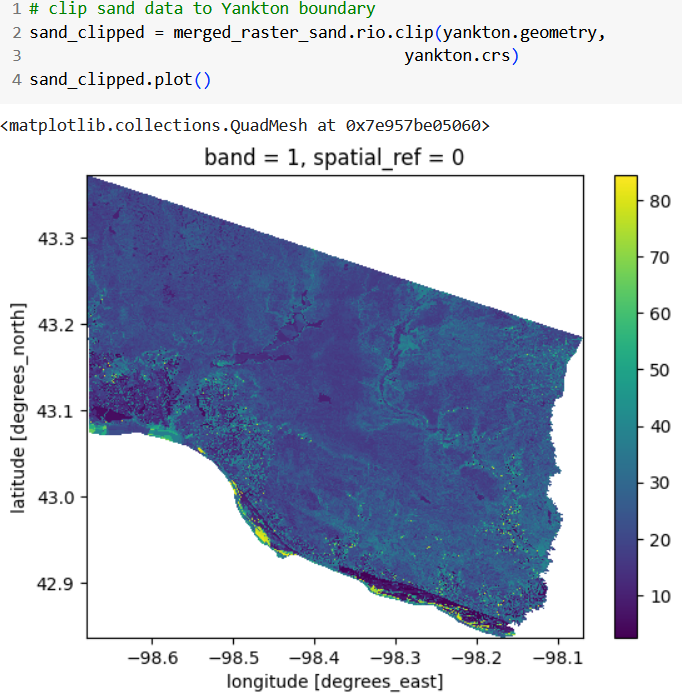 1 # clip sand data to Yankton boundary
2 sand_clipped = merged_raster_sand.rio.clip(yankton.geometry,
3 yankton.crs)
4 sand_clipped.plot()
<matplotlib.collections.QuadMesh at 0x7e957be05060>
band = 1, spatial_ref = 0
43.3
43.2
43.1
43.0
42.9
latitude [degrees_north]
−98.6 −98.5 −98.4 −98.3 −98.2 −98.1
longitude [degrees_east]
80
70
60
50
40
30
20
10